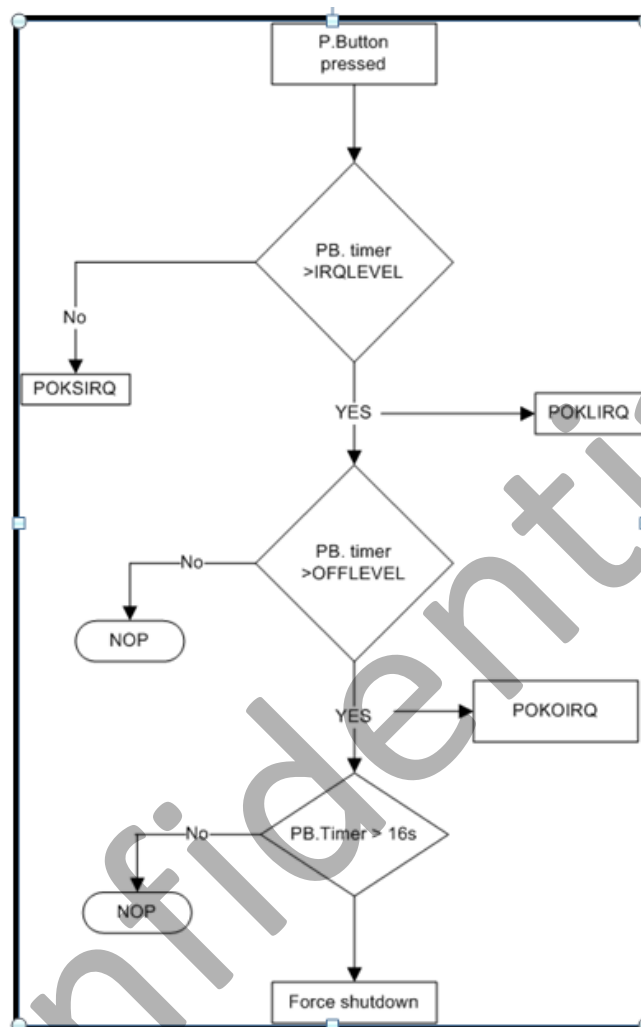 P.Button
pressed
PB. timer
>IRQLEVEL
No
POKSIRQ
YES
POKLIRQ
PB. timer
>OFFLEVEL
No
NOP
YES
POKOIRQ
PB.Timer > 16s
No
NOP
Force shutdown
nfidenti